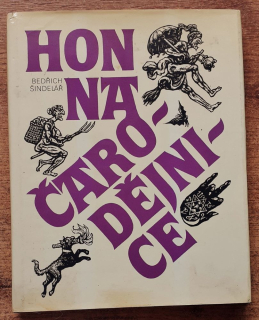 HON
BEDŘICH
ŠINDELÁŘ
NA
ČARO-
DĚJNI-
CE